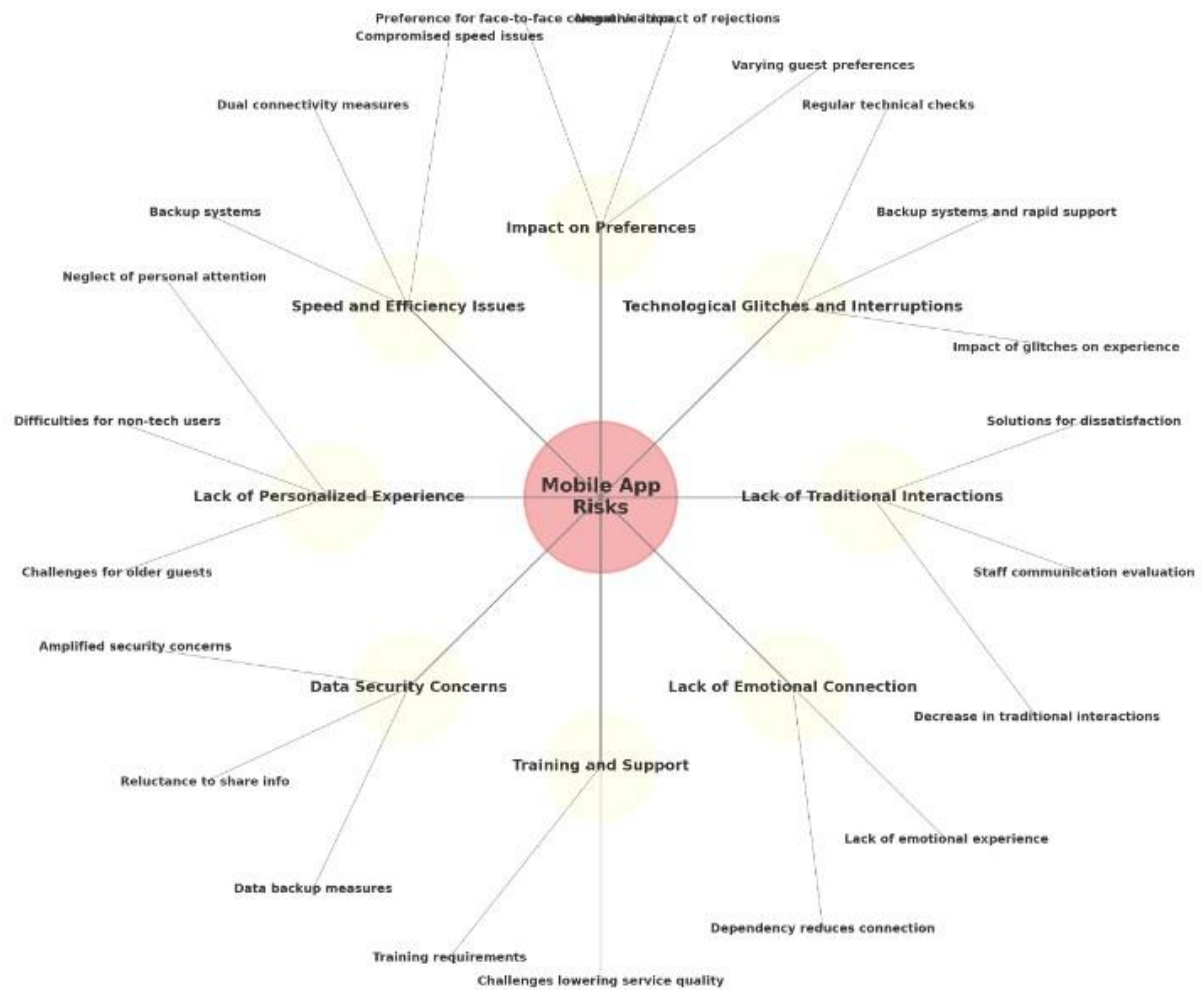 Preference for face-to-face communication
Negative impact of rejections
Compromised speed issues
Varying guest preferences
Dual connectivity measures
Regular technical checks
Backup systems
Backup systems and rapid support
Impact on Preferences
Neglect of personal attention
Speed and Efficiency Issues
Technological Glitches and Interruptions
Impact of glitches on experience
Difficulties for non-tech users
Solutions for dissatisfaction
Lack of Personalized Experience
Mobile App
Risks
Lack of Traditional Interactions
Challenges for older guests
Staff communication evaluation
Amplified security concerns
Data Security Concerns
Lack of Emotional Connection
Decrease in traditional interactions
Training and Support
Reluctance to share info
Lack of emotional experience
Data backup measures
Dependency reduces connection
Training requirements
Challenges lowering service quality